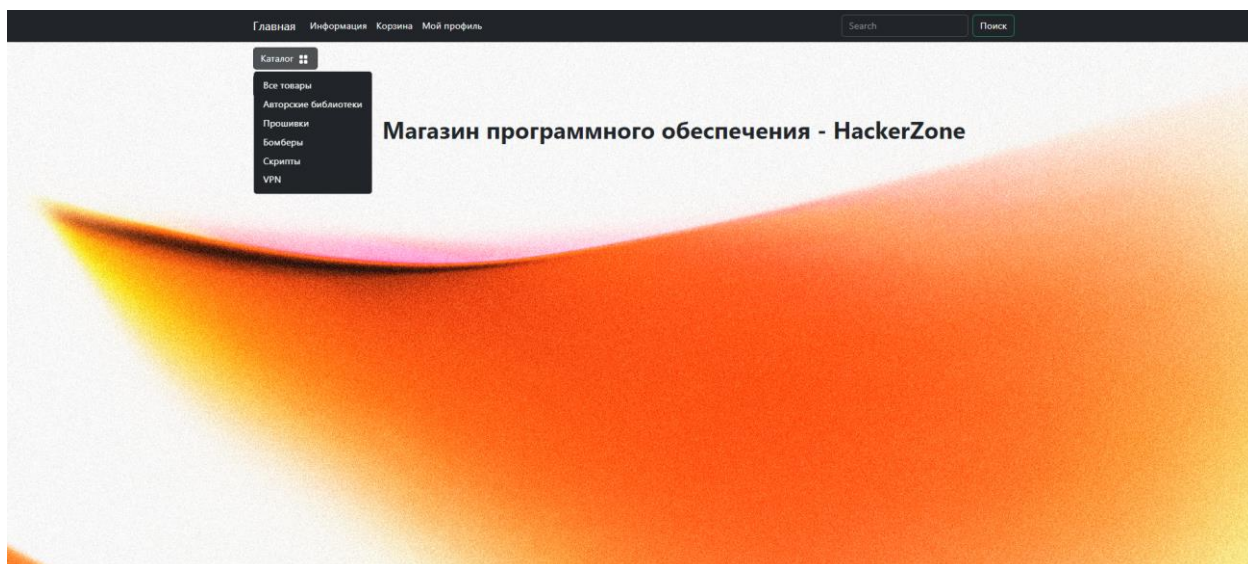 Главная Информация Корзина Мой профиль Search Поиск
Каталог
Все товары
Авторские библиотеки
Прошивки
Бомберы
Скрипты
VPN
Магазин программного обеспечения - HackerZone